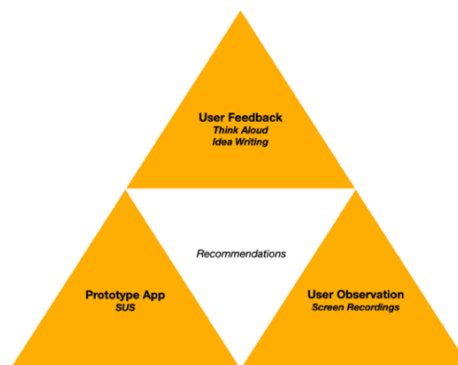 User Feedback
Think Aloud
Idea Writing
Recommendations
Prototype App
SUS
User Observation
Screen Recordings